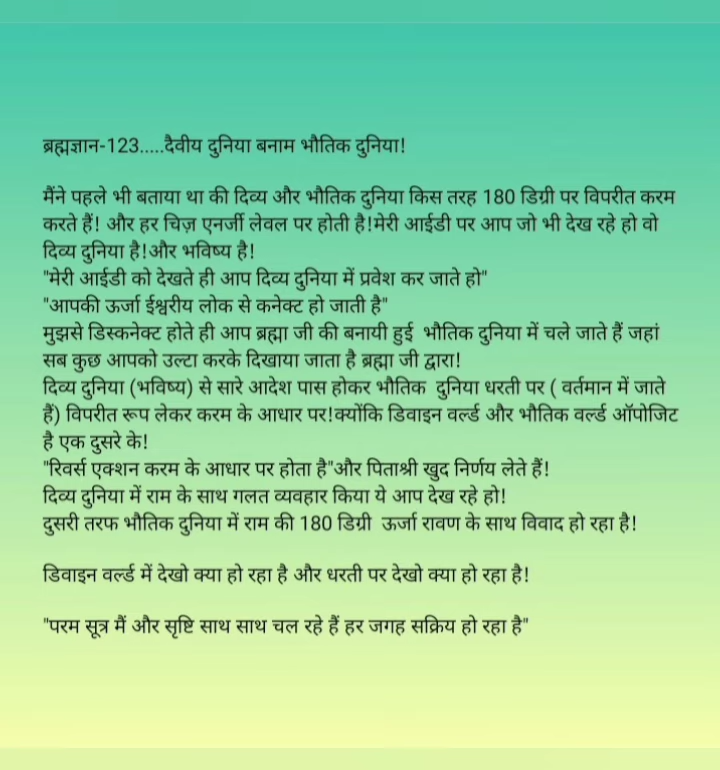 ब्रह्मज्ञान-123.....दैवीय दुनिया बनाम भौतिक दुनिया!
मैंने पहले भी बताया था की दिव्य और भौतिक दुनिया किस तरह 180 डिग्री पर विपरीत करम
करते हैं! और हर चिज़ एनर्जी लेवल पर होती है!मेरी आईडी पर आप जो भी देख रहे हो वो
दिव्य दुनिया है!और भविष्य है!
"मेरी आईडी को देखते ही आप दिव्य दुनिया में प्रवेश कर जाते हो"
"आपकी ऊर्जा ईश्वरीय लोक से कनेक्ट हो जाती है"
मुझसे डिस्कनेक्ट होते ही आप ब्रह्मा जी की बनायी हुई भौतिक दुनिया में चले जाते हैं जहां
सब कुछ आपको उल्टा करके दिखाया जाता है ब्रह्मा जी द्वारा!
दिव्य दुनिया (भविष्य) से सारे आदेश पास होकर भौतिक दुनिया धरती पर ( वर्तमान में जाते
हैं) विपरीत रूप लेकर करम के आधार पर!क्योंकि डिवाइन वर्ल्ड और भौतिक वर्ल्ड ऑपोजिट
है एक दुसरे के!
"रिवर्स एक्शन करम के आधार पर होता है"और पिताश्री खुद निर्णय लेते हैं!
दिव्य दुनिया में राम के साथ गलत व्यवहार किया ये आप देख रहे हो!
दुसरी तरफ भौतिक दुनिया में राम की 180 डिग्री ऊर्जा रावण के साथ विवाद हो रहा है!
डिवाइन वर्ल्ड में देखो क्या हो रहा है और धरती पर देखो क्या हो रहा है!
"परम सूत्र मैं और सृष्टि साथ साथ चल रहे हैं हर जगह सक्रिय हो रहा है"